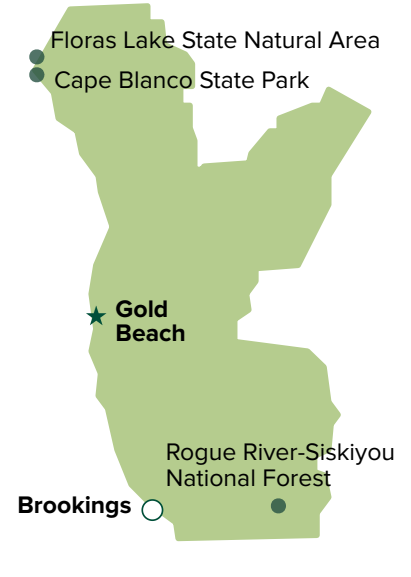 Floras Lake State Natural Area
Cape Blanco State Park
Gold
Beach
Rogue River-Siskiyou
National Forest
Brookings